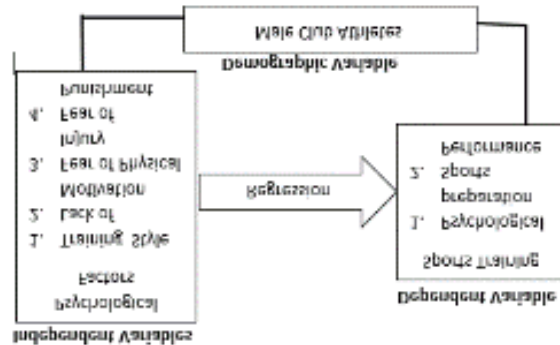 Independent Variables
Psychological
Factors
1. Training Style
2. Lack of
Motivation
3. Fear of Physical
Injury
4. Fear of
Punishment
Regression
Dependent Variable
Sports Training
1. Psychological
preparation
2. Sports
Performance
Demographic Variable
Male Club Athletes